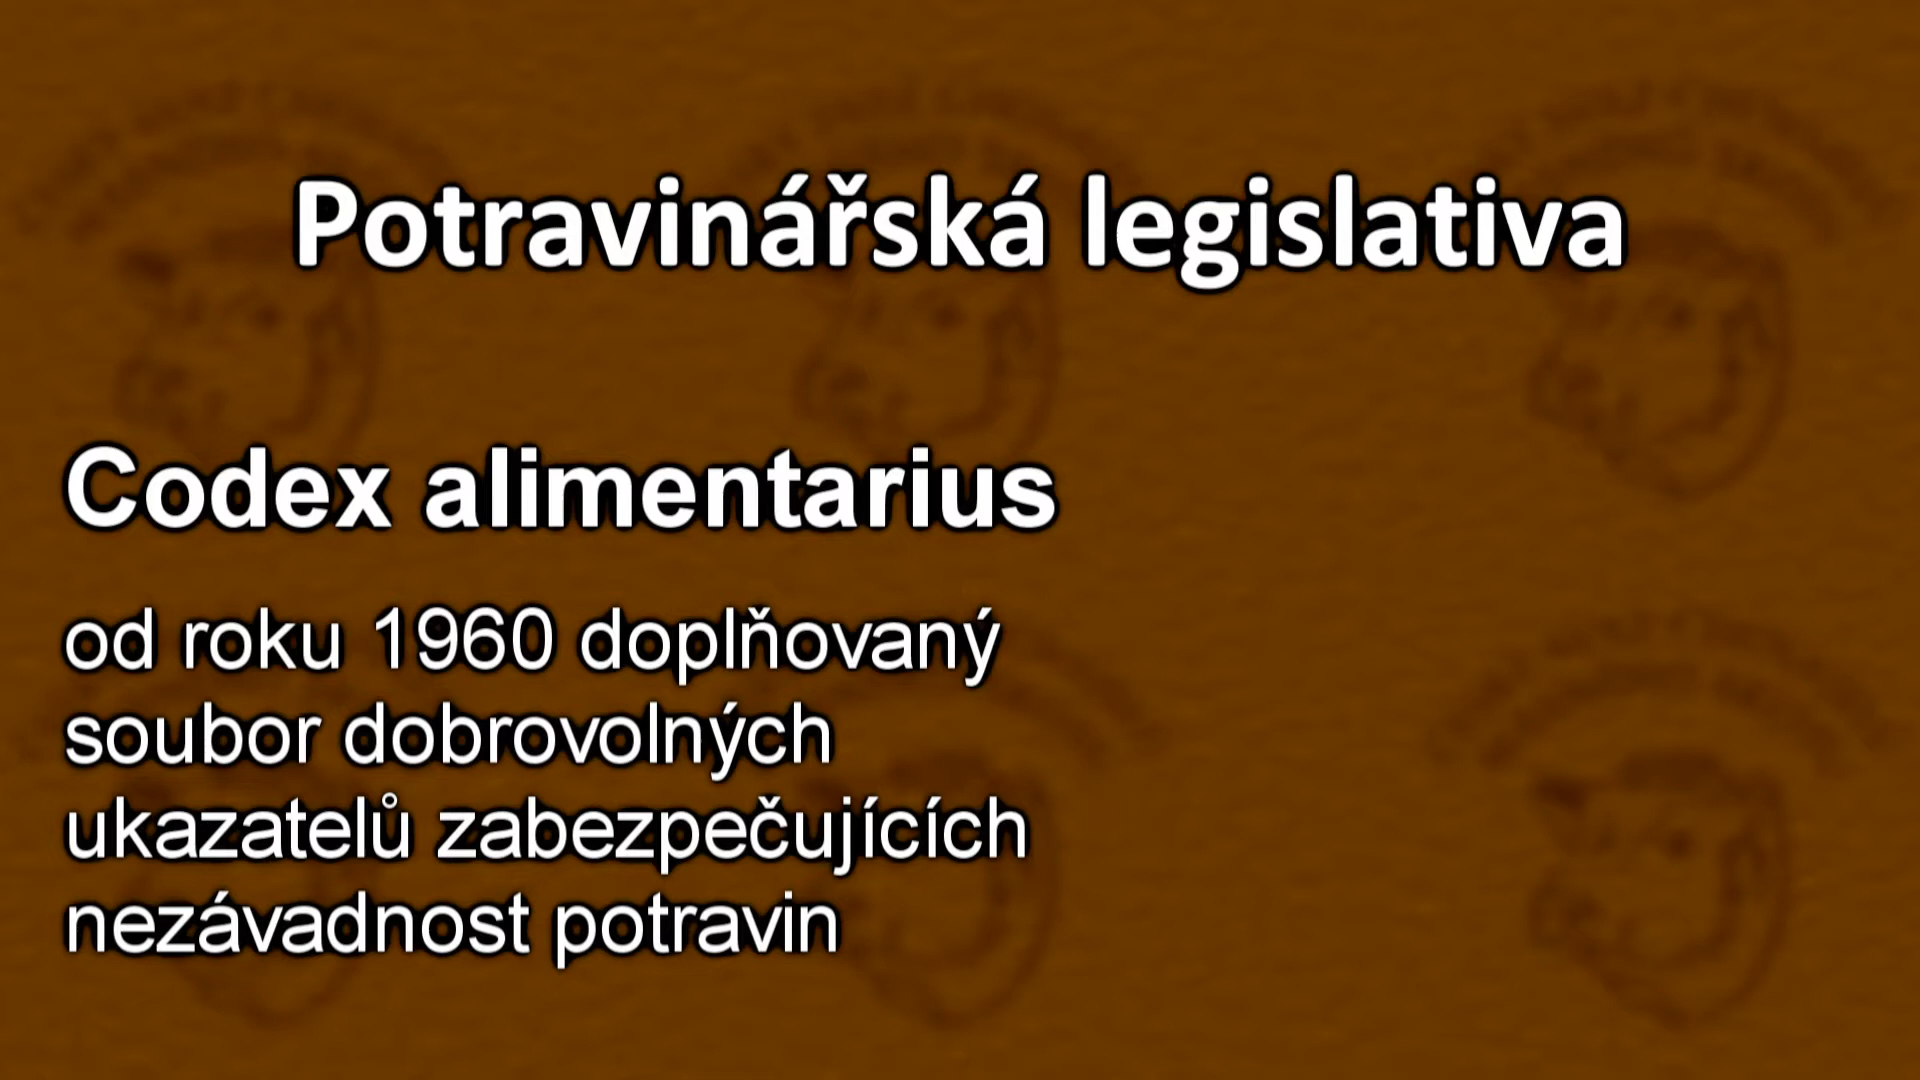 Potravinářská legislativa
Codex alimentarius
od roku 1960 doplňovaný
soubor dobrovolných
ukazatelů zabezpečujících
nezávadnost potravin